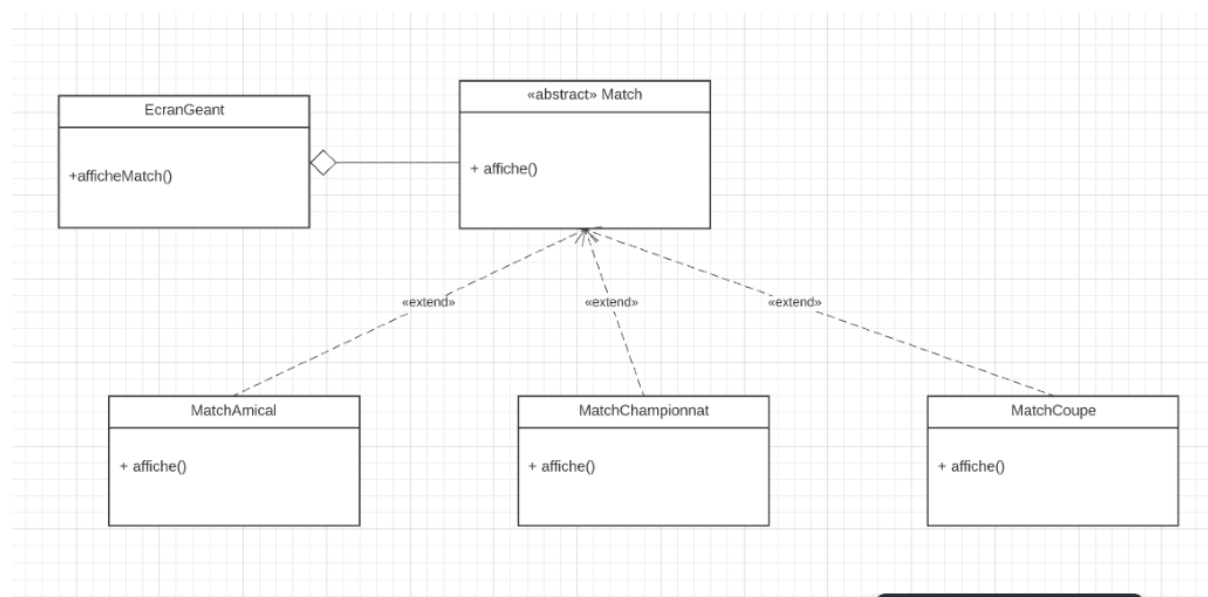 EcranGeant
+afficheMatch()
«abstract» Match
+ affiche()
«extend»
«extend»
«extend»
MatchAmical
+ affiche()
MatchChampionnat
+ affiche()
MatchCoupe
+ affiche()